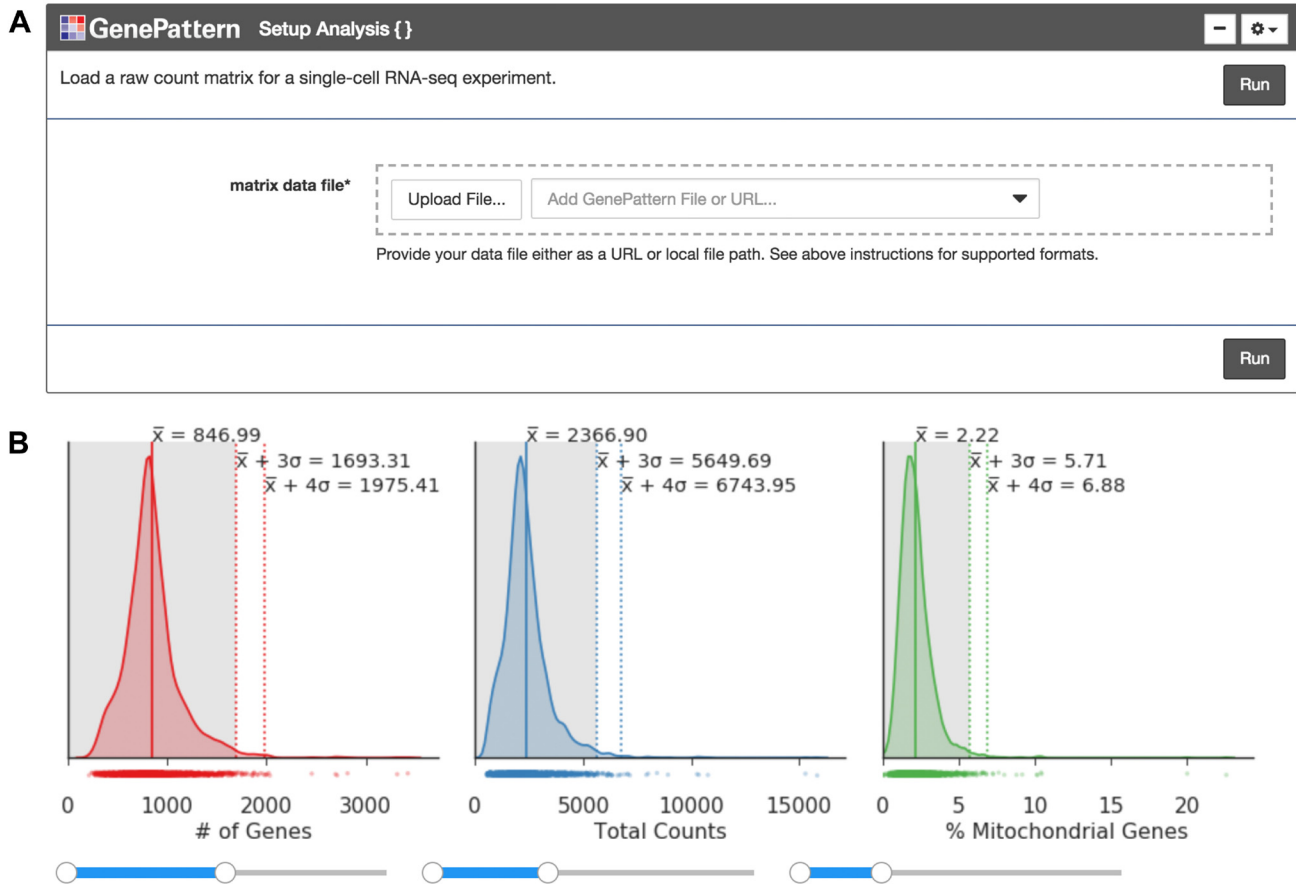 A
GenePattern Setup Analysis { }
Load a raw count matrix for a single-cell RNA-seq experiment.
Run
matrix data file*
Upload File...
Add GenePattern File or URL...
Provide your data file either as a URL or local file path. See above instructions for supported formats.
Run
B
x̅ = 846.99
x̅ + 3σ = 1693.31
x̅ + 4σ = 1975.41
0 1000 2000 3000
# of Genes
x̅ = 2366.90
x̅ + 3σ = 5649.69
x̅ + 4σ = 6743.95
0 5000 10000 15000
Total Counts
x̅ = 2.22
x̅ + 3σ = 5.71
x̅ + 4σ = 6.88
0 5 10 15 20
% Mitochondrial Genes